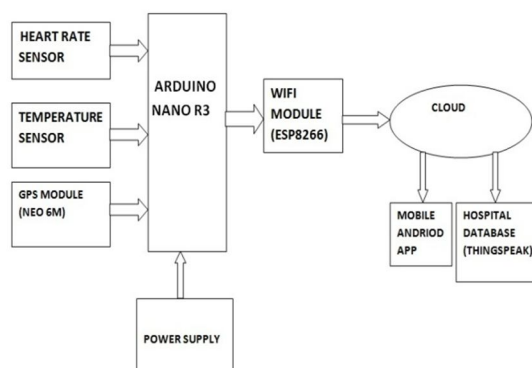 HEART RATE
SENSOR
TEMPERATURE
SENSOR
GPS MODULE
(NEO 6M)
ARDUINO
NANO R3
WIFI
MODULE
(ESP8266)
CLOUD
MOBILE
ANDRIOD
APP
HOSPITAL
DATABASE
(THINGSPEAK)
POWER SUPPLY